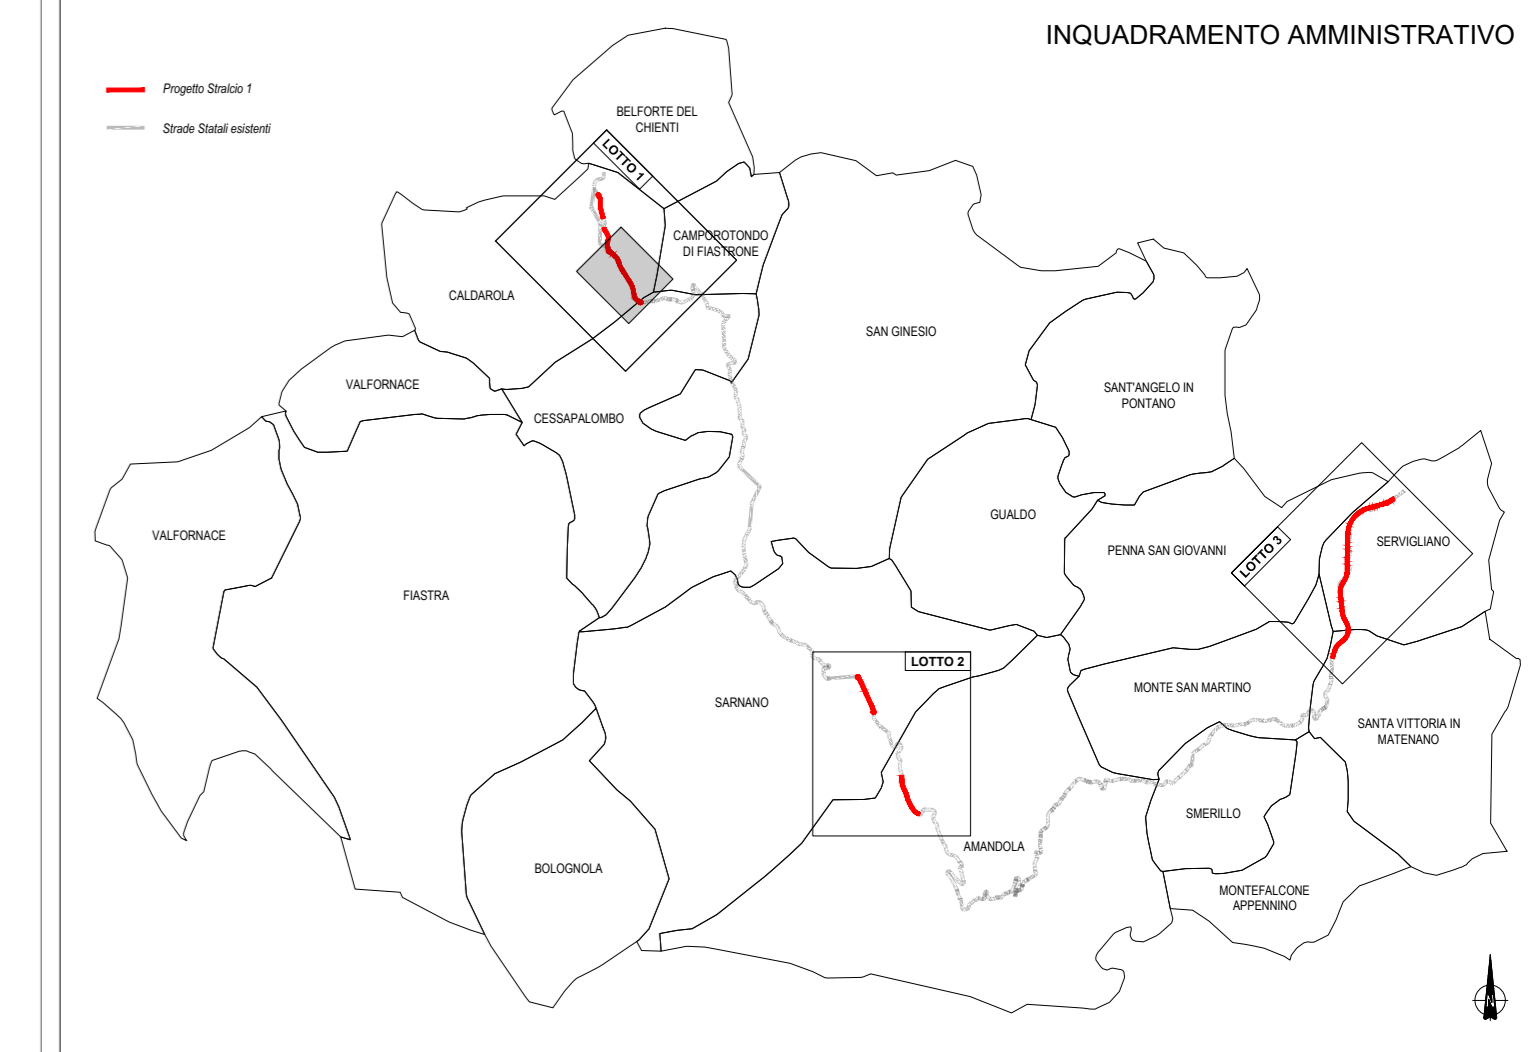 INQUADRAMENTO AMMINISTRATIVO
Progetto Stralcio 1
Strade Statali esistenti
BELFORTE DEL
CHIENTI
LOTTO 1
CAMPOROTONDO
DI FIASTRONE
CALDAROLA
SAN GINESIO
VALFORNACE
SANT'ANGELO IN
PONTANO
CESSAPALOMBO
GUALDO
VALFORNACE
PENNA SAN GIOVANNI
LOTTO 3
SERVIGLIANO
FIASTRA
LOTTO 2
MONTE SAN MARTINO
SARNANO
SANTA VITTORIA IN
MATENANO
SMERILLO
AMANDOLA
BOLOGNOLA
MONTEFALCONE
APPENNINO